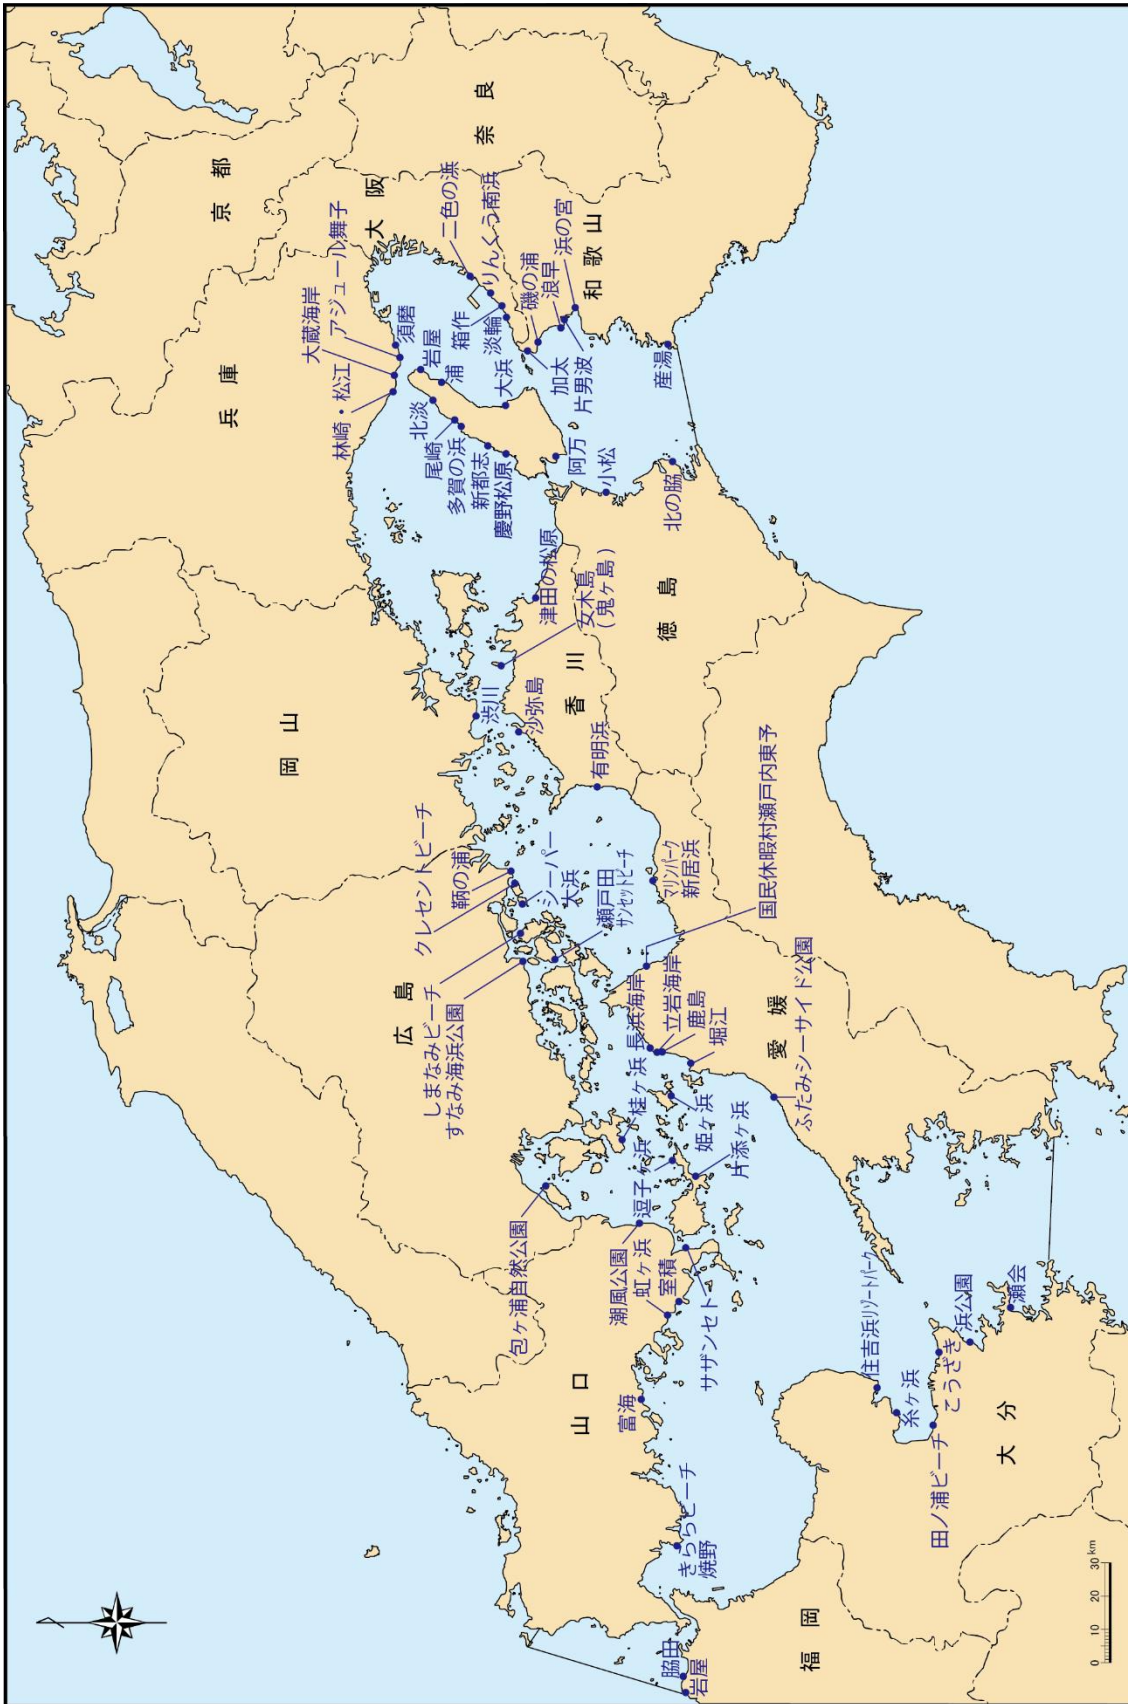 京都
兵庫
大阪
奈良
和歌山
岡山
広島
山口
香川
徳島
愛媛
福岡
大分
林崎・松江
大蔵海岸
アジュール舞子
須磨
二色の浜
りんくう南浜
箱作
淡輪
磯の浦
浪早
浜の宮
加太
片男波
産湯
岩屋
浦
大浜
北淡
尾崎
多賀の浜
新都志
慶野松原
阿万
小松
北の脇
津田の松原
女木島
(鬼ヶ島)
渋川
沙弥島
有明浜
クレセントビーチ
鞆の浦
シーパー
大浜
瀬戸田
サンセットビーチ
しまなみビーチ
すなみ海浜公園
マリンパーク
新居浜
国民休暇村瀬戸内東予
長浜海岸
立岩海岸
鹿島
堀江
ふたみシーサイド公園
桂ヶ浜
姫ヶ浜
逗子ヶ浜
片添ヶ浜
包ヶ浦自然公園
潮風公園
虹ヶ浜
室積
サザンセト
富海
きららビーチ
焼野
脇田
岩屋
住吉浜リゾートパーク
糸ヶ浜
田ノ浦ビーチ
こうざき
浜公園
瀬会
0 10 20 30 km